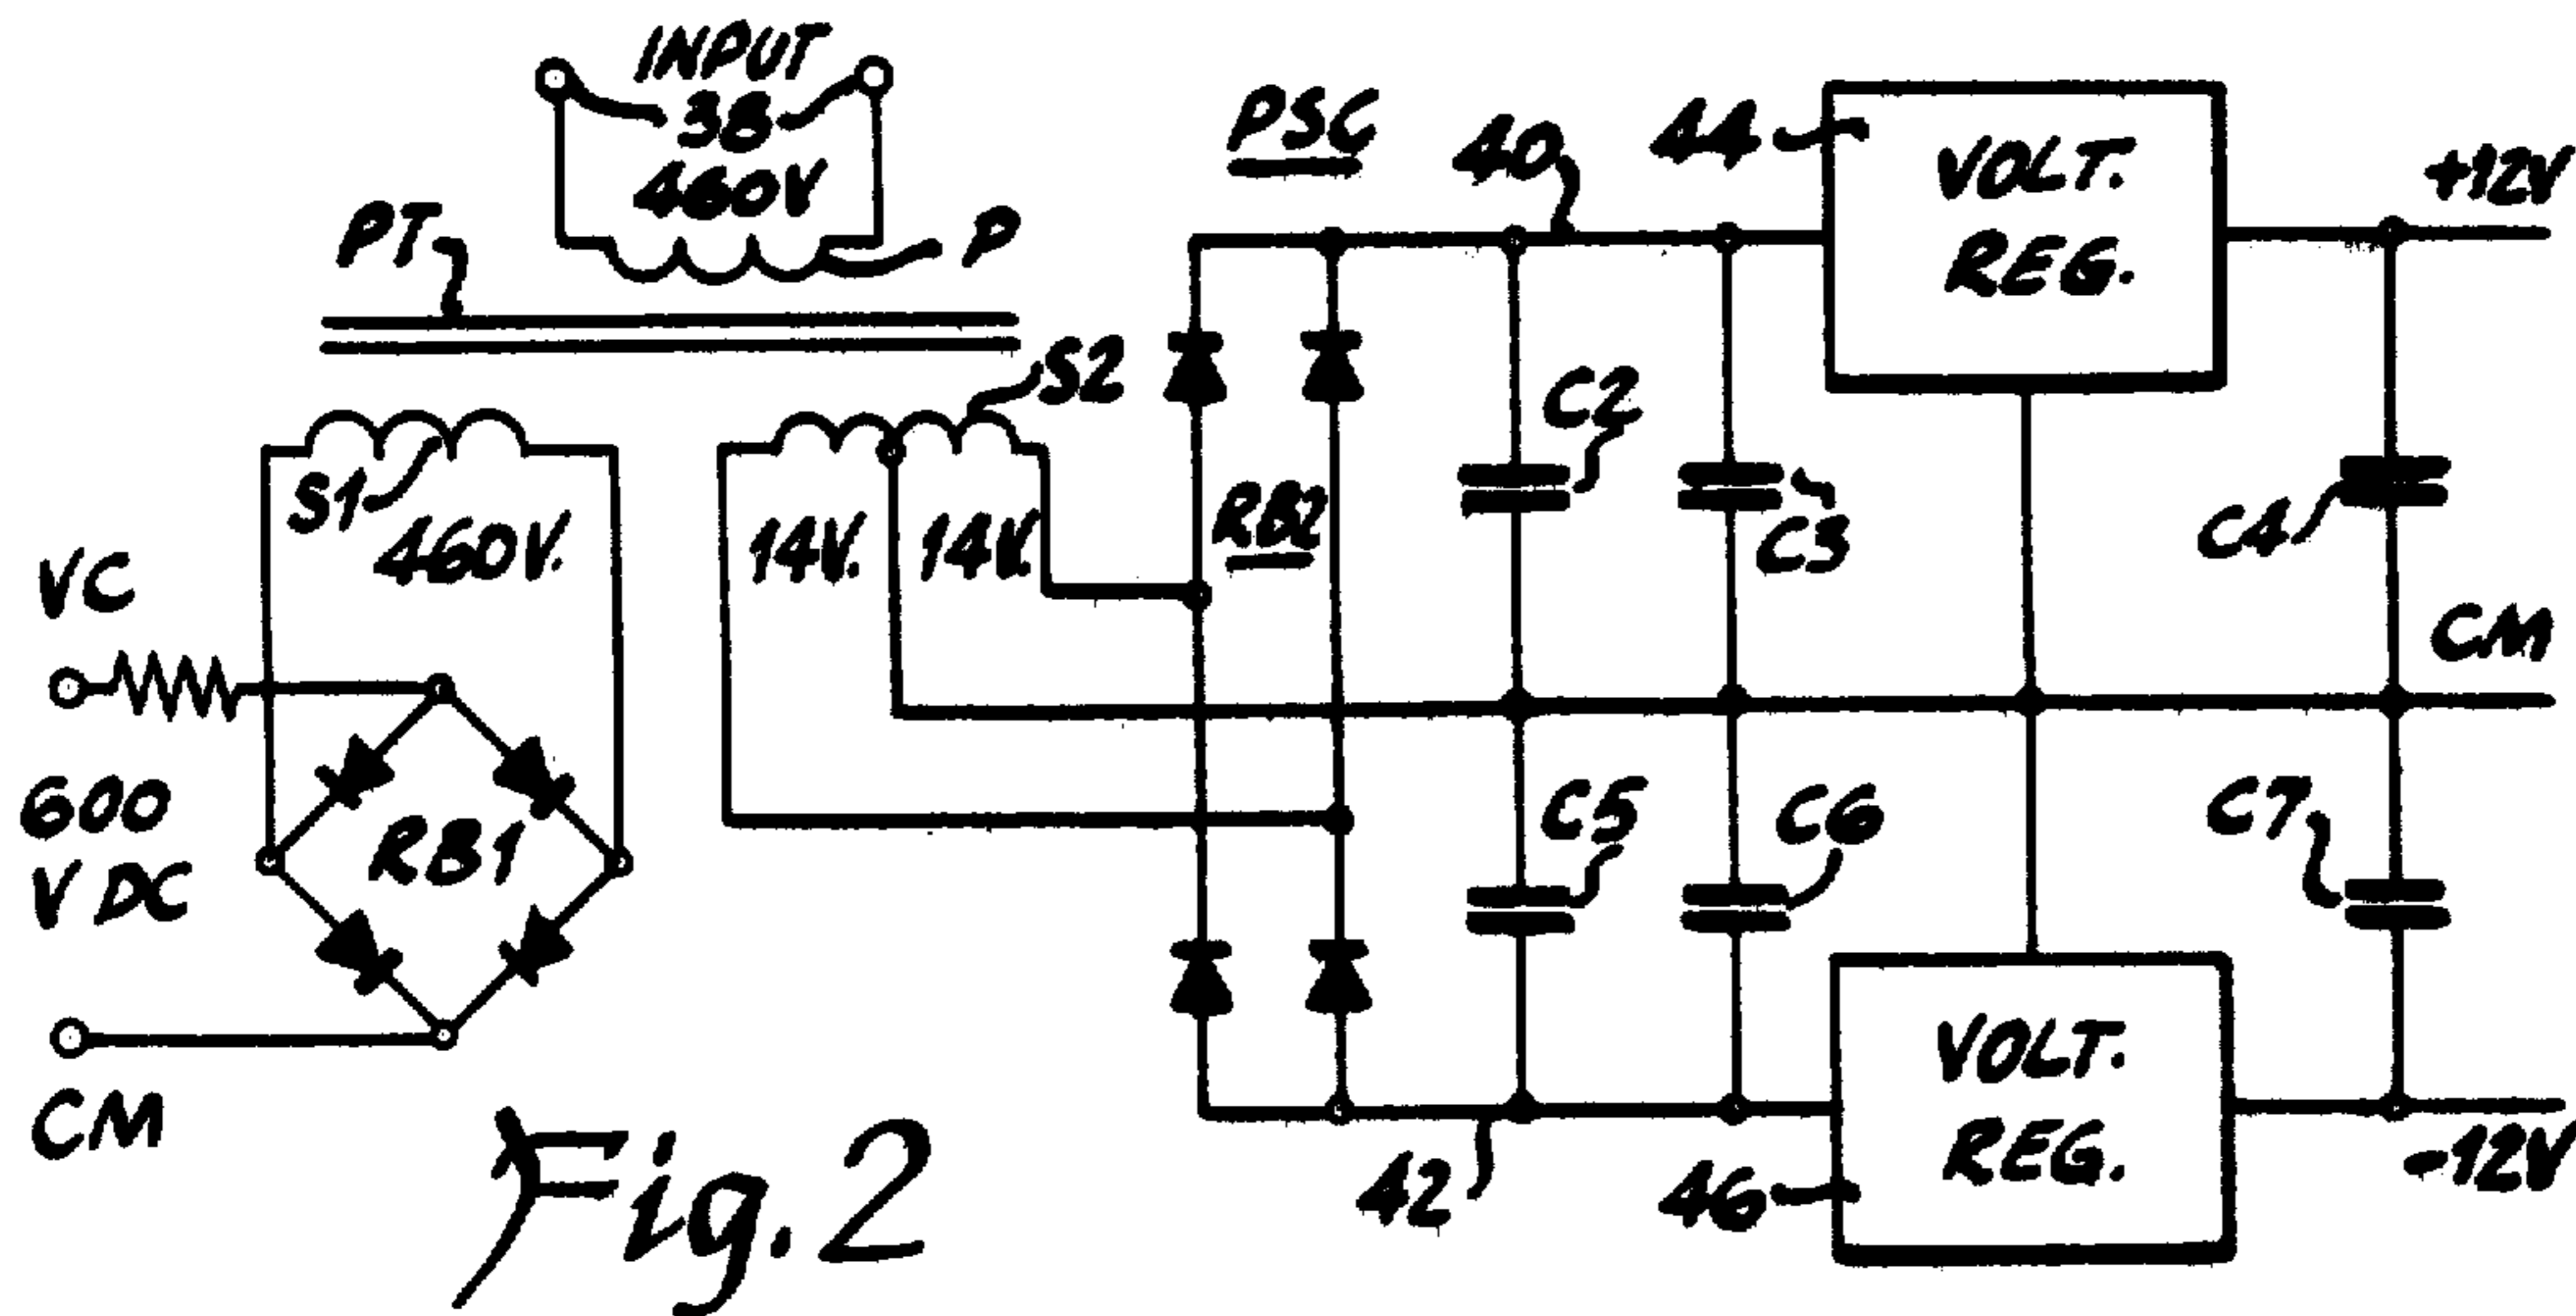 INPUT
38
460V
PT
P
PSC
40
44
VOLT.
REG.
+12V
S2
C2
S1
460V.
14V.
14V.
RB2
C3
C4
VC
CM
600
V DC
RB1
C5
C6
C7
CM
42
46
VOLT.
REG.
-12V
Fig. 2